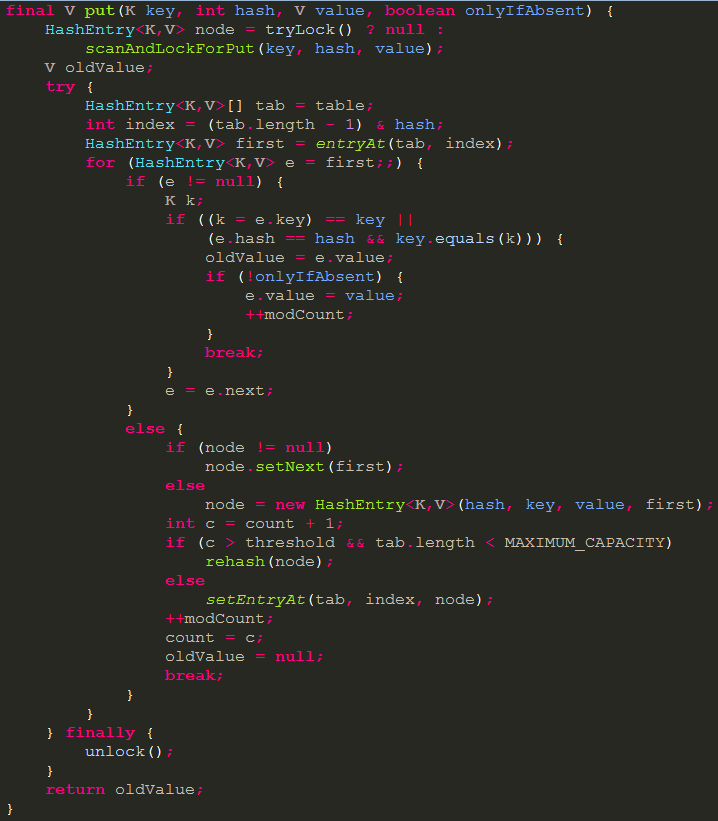 final V put(K key, int hash, V value, boolean onlyIfAbsent) {
    HashEntry<K,V> node = tryLock() ? null :
        scanAndLockForPut(key, hash, value);
    V oldValue;
    try {
        HashEntry<K,V>[] tab = table;
        int index = (tab.length - 1) & hash;
        HashEntry<K,V> first = entryAt(tab, index);
        for (HashEntry<K,V> e = first;;) {
            if (e != null) {
                K k;
                if ((k = e.key) == key ||
                    (e.hash == hash && key.equals(k))) {
                    oldValue = e.value;
                    if (!onlyIfAbsent) {
                        e.value = value;
                        ++modCount;
                    }
                    break;
                }
                e = e.next;
            }
            else {
                if (node != null)
                    node.setNext(first);
                else
                    node = new HashEntry<K,V>(hash, key, value, first);
                int c = count + 1;
                if (c > threshold && tab.length < MAXIMUM_CAPACITY)
                    rehash(node);
                else
                    setEntryAt(tab, index, node);
                ++modCount;
                count = c;
                oldValue = null;
                break;
            }
        }
    } finally {
        unlock();
    }
    return oldValue;
}